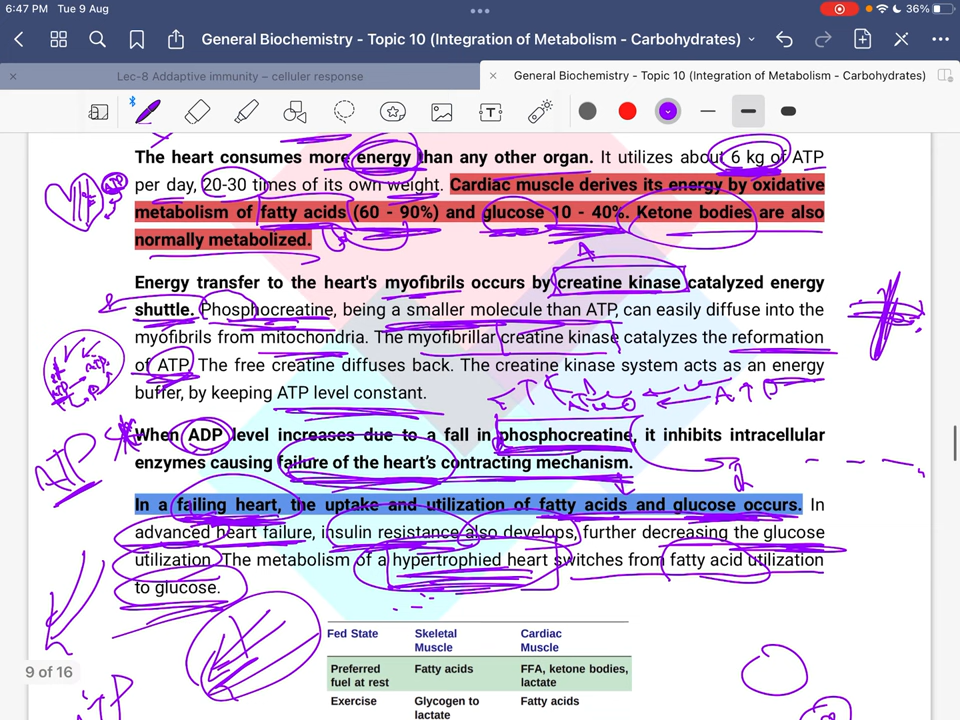 6:47 PM Tue 9 Aug
36%
General Biochemistry - Topic 10 (Integration of Metabolism - Carbohydrates)
Lec-8 Addaptive immunity – celluler response
General Biochemistry - Topic 10 (Integration of Metabolism - Carbohydrates)
The heart consumes more energy than any other organ. It utilizes about 6 kg of ATP
per day, 20-30 times of its own weight. Cardiac muscle derives its energy by oxidative
metabolism of fatty acids (60 - 90%) and glucose 10 - 40%. Ketone bodies are also
normally metabolized.
Energy transfer to the heart's myofibrils occurs by creatine kinase catalyzed energy
shuttle. Phosphocreatine, being a smaller molecule than ATP, can easily diffuse into the
myofibrils from mitochondria. The myofibrillar creatine kinase catalyzes the reformation
of ATP. The free creatine diffuses back. The creatine kinase system acts as an energy
buffer, by keeping ATP level constant.
When ADP level increases due to a fall in phosphocreatine, it inhibits intracellular
enzymes causing failure of the heart's contracting mechanism.
ATP
In a failing heart, the uptake and utilization of fatty acids and glucose occurs. In
advanced heart failure, insulin resistance also develops, further decreasing the glucose
utilization. The metabolism of a hypertrophied heart switches from fatty acid utilization
to glucose.
Fed State Skeletal Muscle Cardiac Muscle
Preferred fuel at rest Fatty acids FFA, ketone bodies, lactate
Exercise Glycogen to lactate Fatty acids
9 of 16
ATP